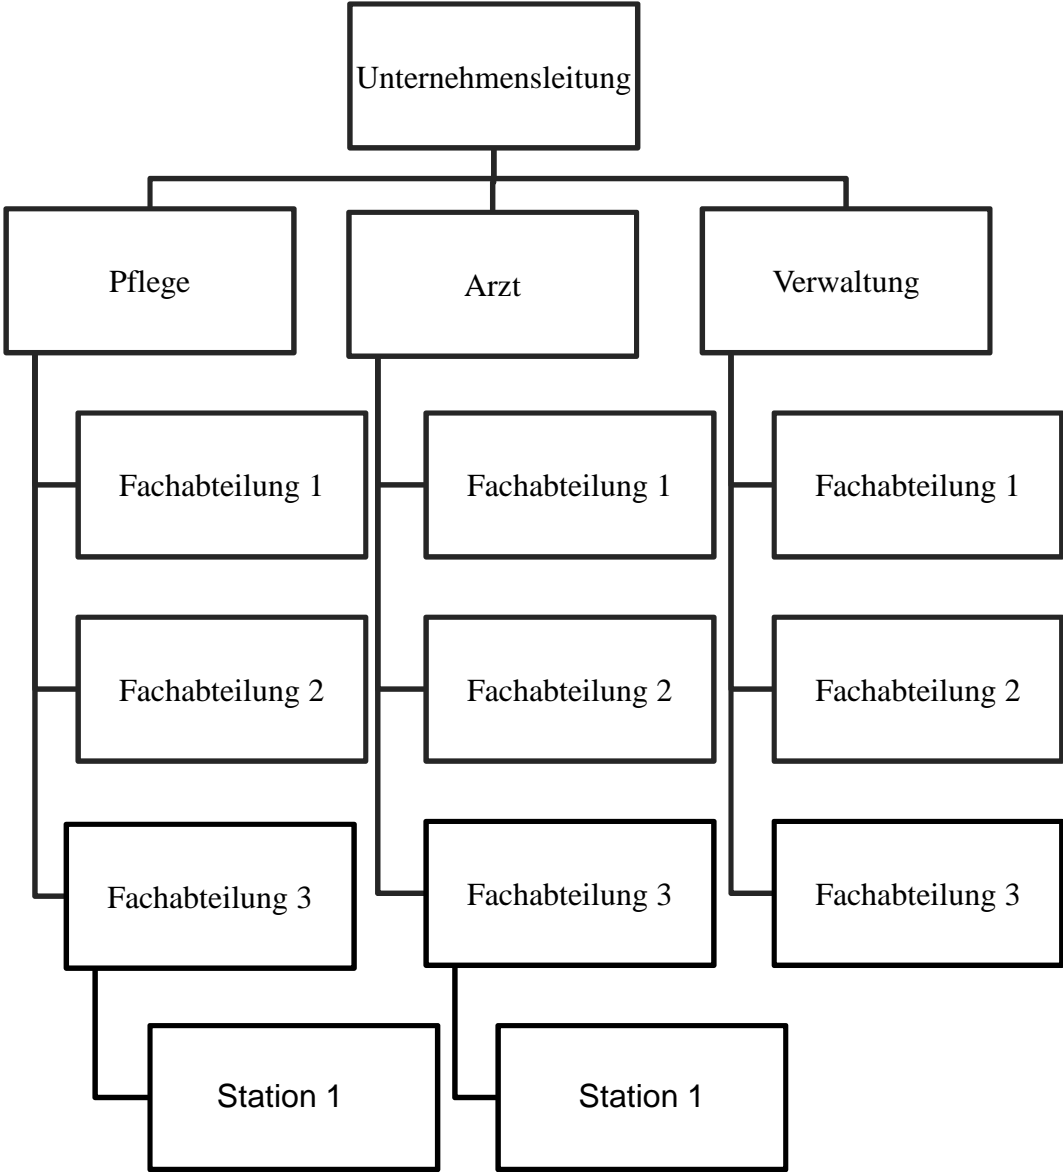 Unternehmensleitung
Pflege
Arzt
Verwaltung
Fachabteilung 1
Fachabteilung 1
Fachabteilung 1
Fachabteilung 2
Fachabteilung 2
Fachabteilung 2
Fachabteilung 3
Fachabteilung 3
Fachabteilung 3
Station 1
Station 1